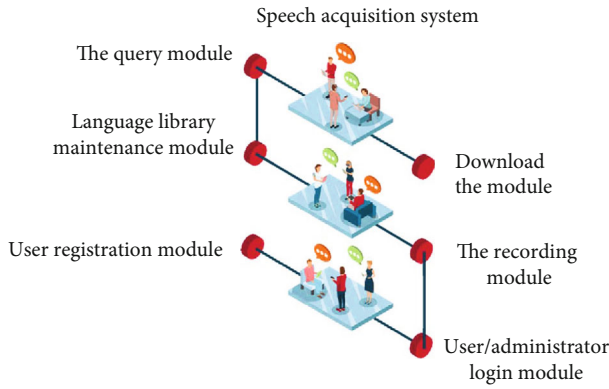 Speech acquisition system
The query module
Language library
maintenance module
Download
the module
User registration module
The recording
module
User/administrator
login module